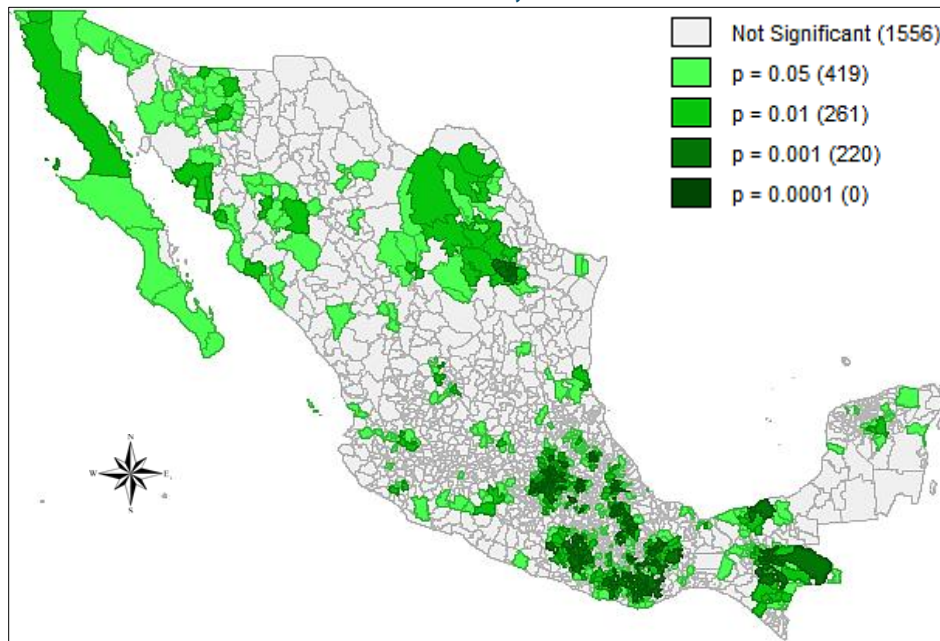 Not Significant (1556)
p = 0.05 (419)
p = 0.01 (261)
p = 0.001 (220)
p = 0.0001 (0)
N
W
E
S